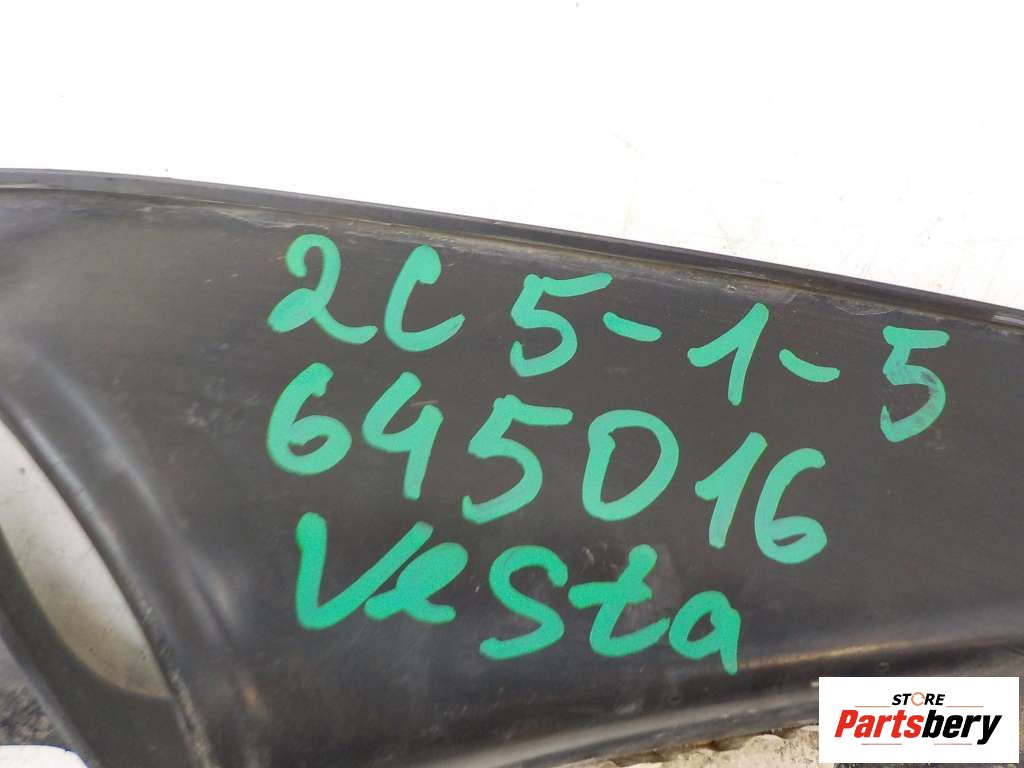 2C 5-1-5
645016
Vesta
STORE
Partsbery